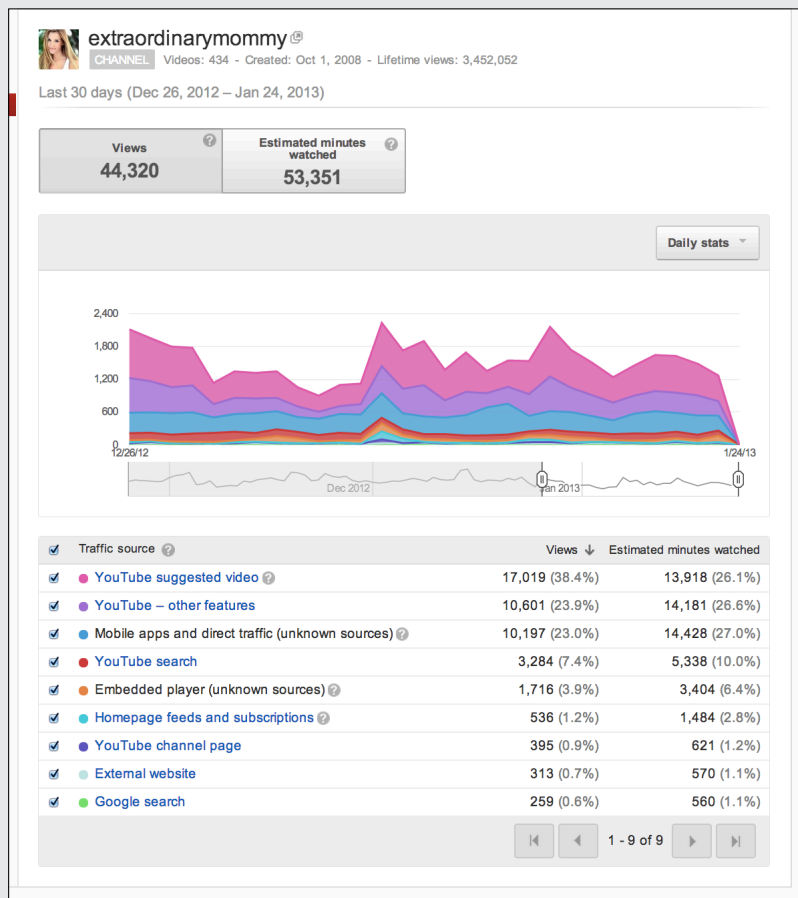 extraordinarymommy
CHANNEL Videos: 434 - Created: Oct 1, 2008 - Lifetime views: 3,452,052
Last 30 days (Dec 26, 2012 – Jan 24, 2013)
Views ?
44,320
Estimated minutes watched ?
53,351
Daily stats
2,400
1,800
1,200
600
0
12/26/12 1/24/13
Dec 2012 Jan 2013
Traffic source ? Views Estimated minutes watched
YouTube suggested video ? 17,019 (38.4%) 13,918 (26.1%)
YouTube – other features 10,601 (23.9%) 14,181 (26.6%)
Mobile apps and direct traffic (unknown sources) ? 10,197 (23.0%) 14,428 (27.0%)
YouTube search 3,284 (7.4%) 5,338 (10.0%)
Embedded player (unknown sources) ? 1,716 (3.9%) 3,404 (6.4%)
Homepage feeds and subscriptions ? 536 (1.2%) 1,484 (2.8%)
YouTube channel page 395 (0.9%) 621 (1.2%)
External website 313 (0.7%) 570 (1.1%)
Google search 259 (0.6%) 560 (1.1%)
1 - 9 of 9